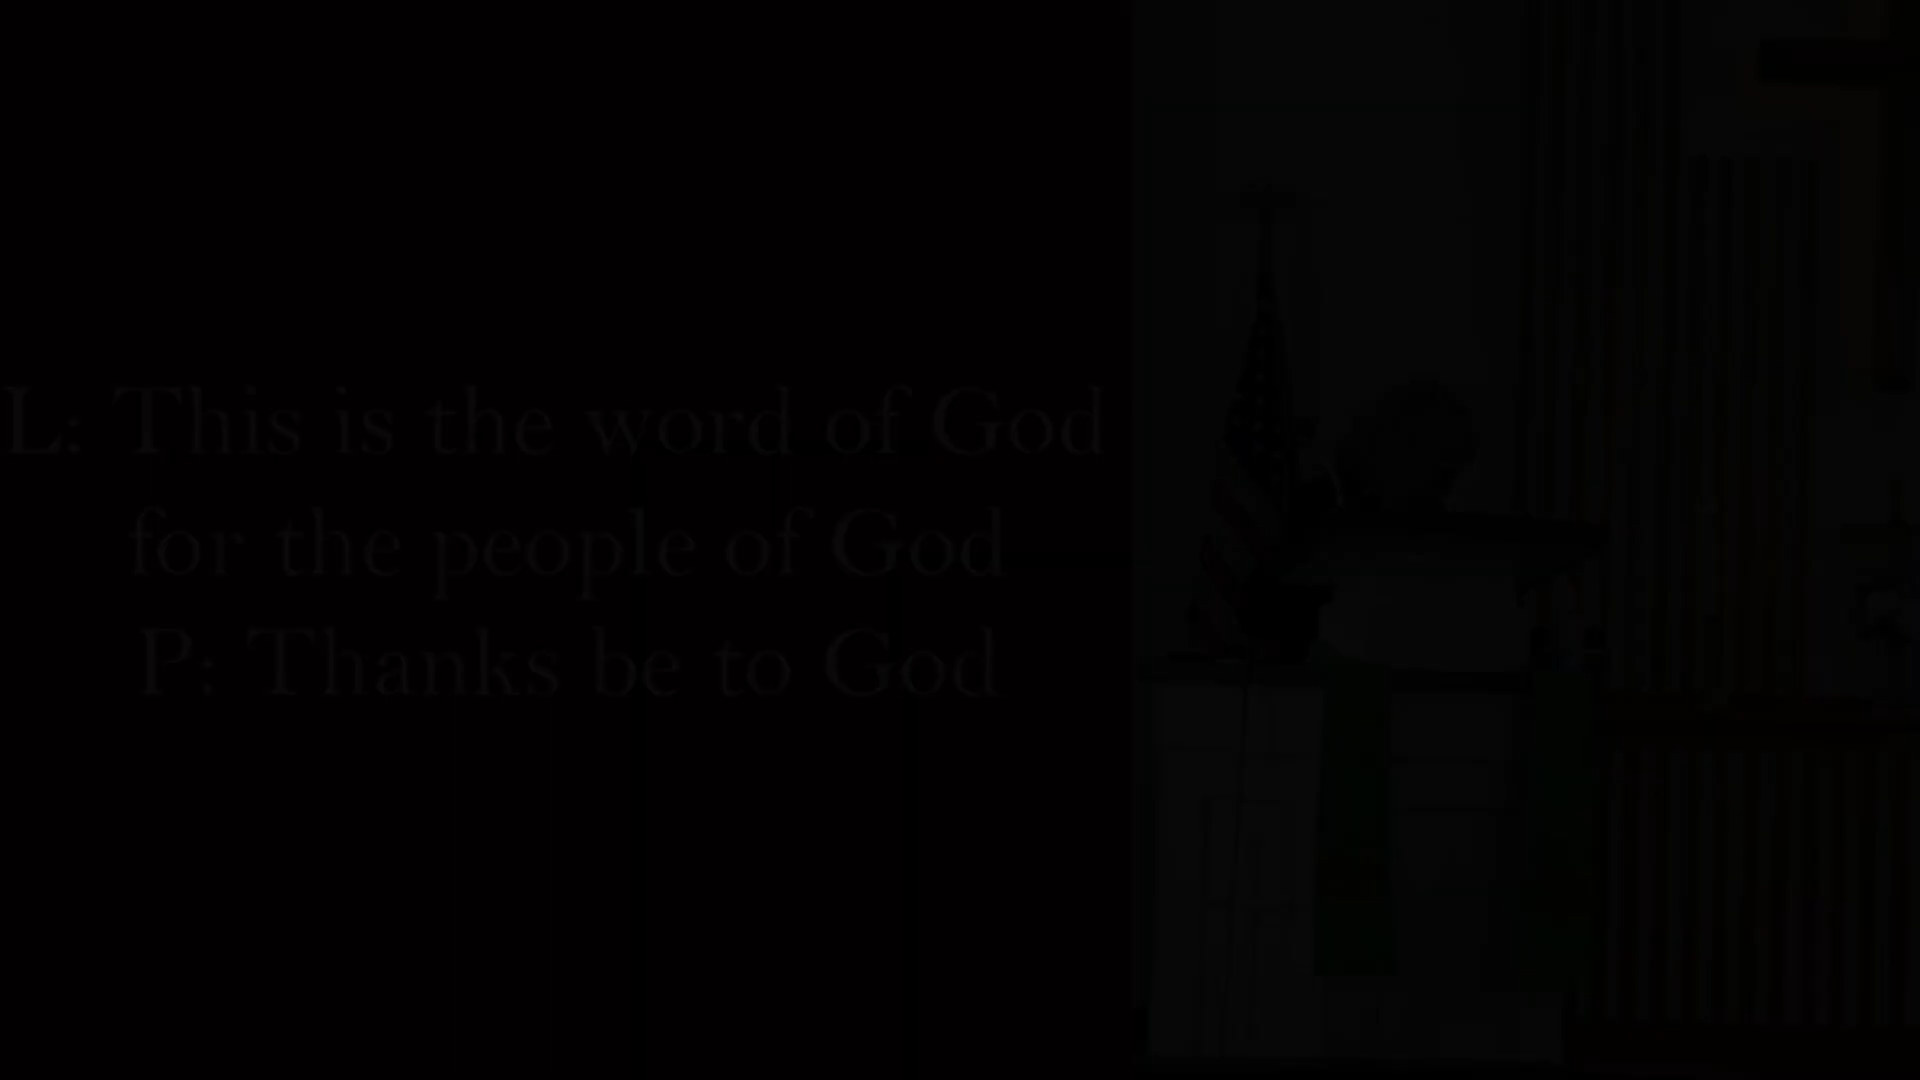 L: This is the word of God
for the people of God
P: Thanks be to God